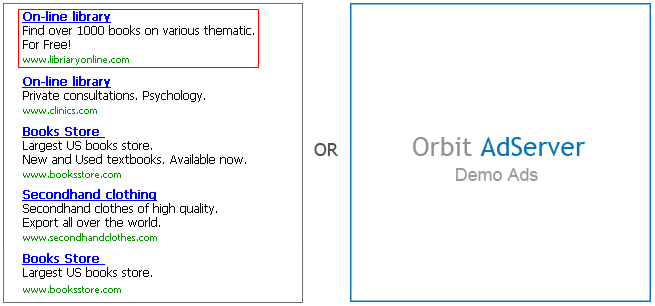 On-line library
Find over 1000 books on various thematic.
For Free!
www.libriaryonline.com
On-line library
Private consultations. Psychology.
www.clinics.com
Books Store
Largest US books store.
New and Used textbooks. Available now.
www.booksstore.com
Secondhand clothing
Secondhand clothes of high quality.
Export all over the world.
www.secondhandclothes.com
Books Store
Largest US books store.
www.booksstore.com
OR
Orbit AdServer
Demo Ads